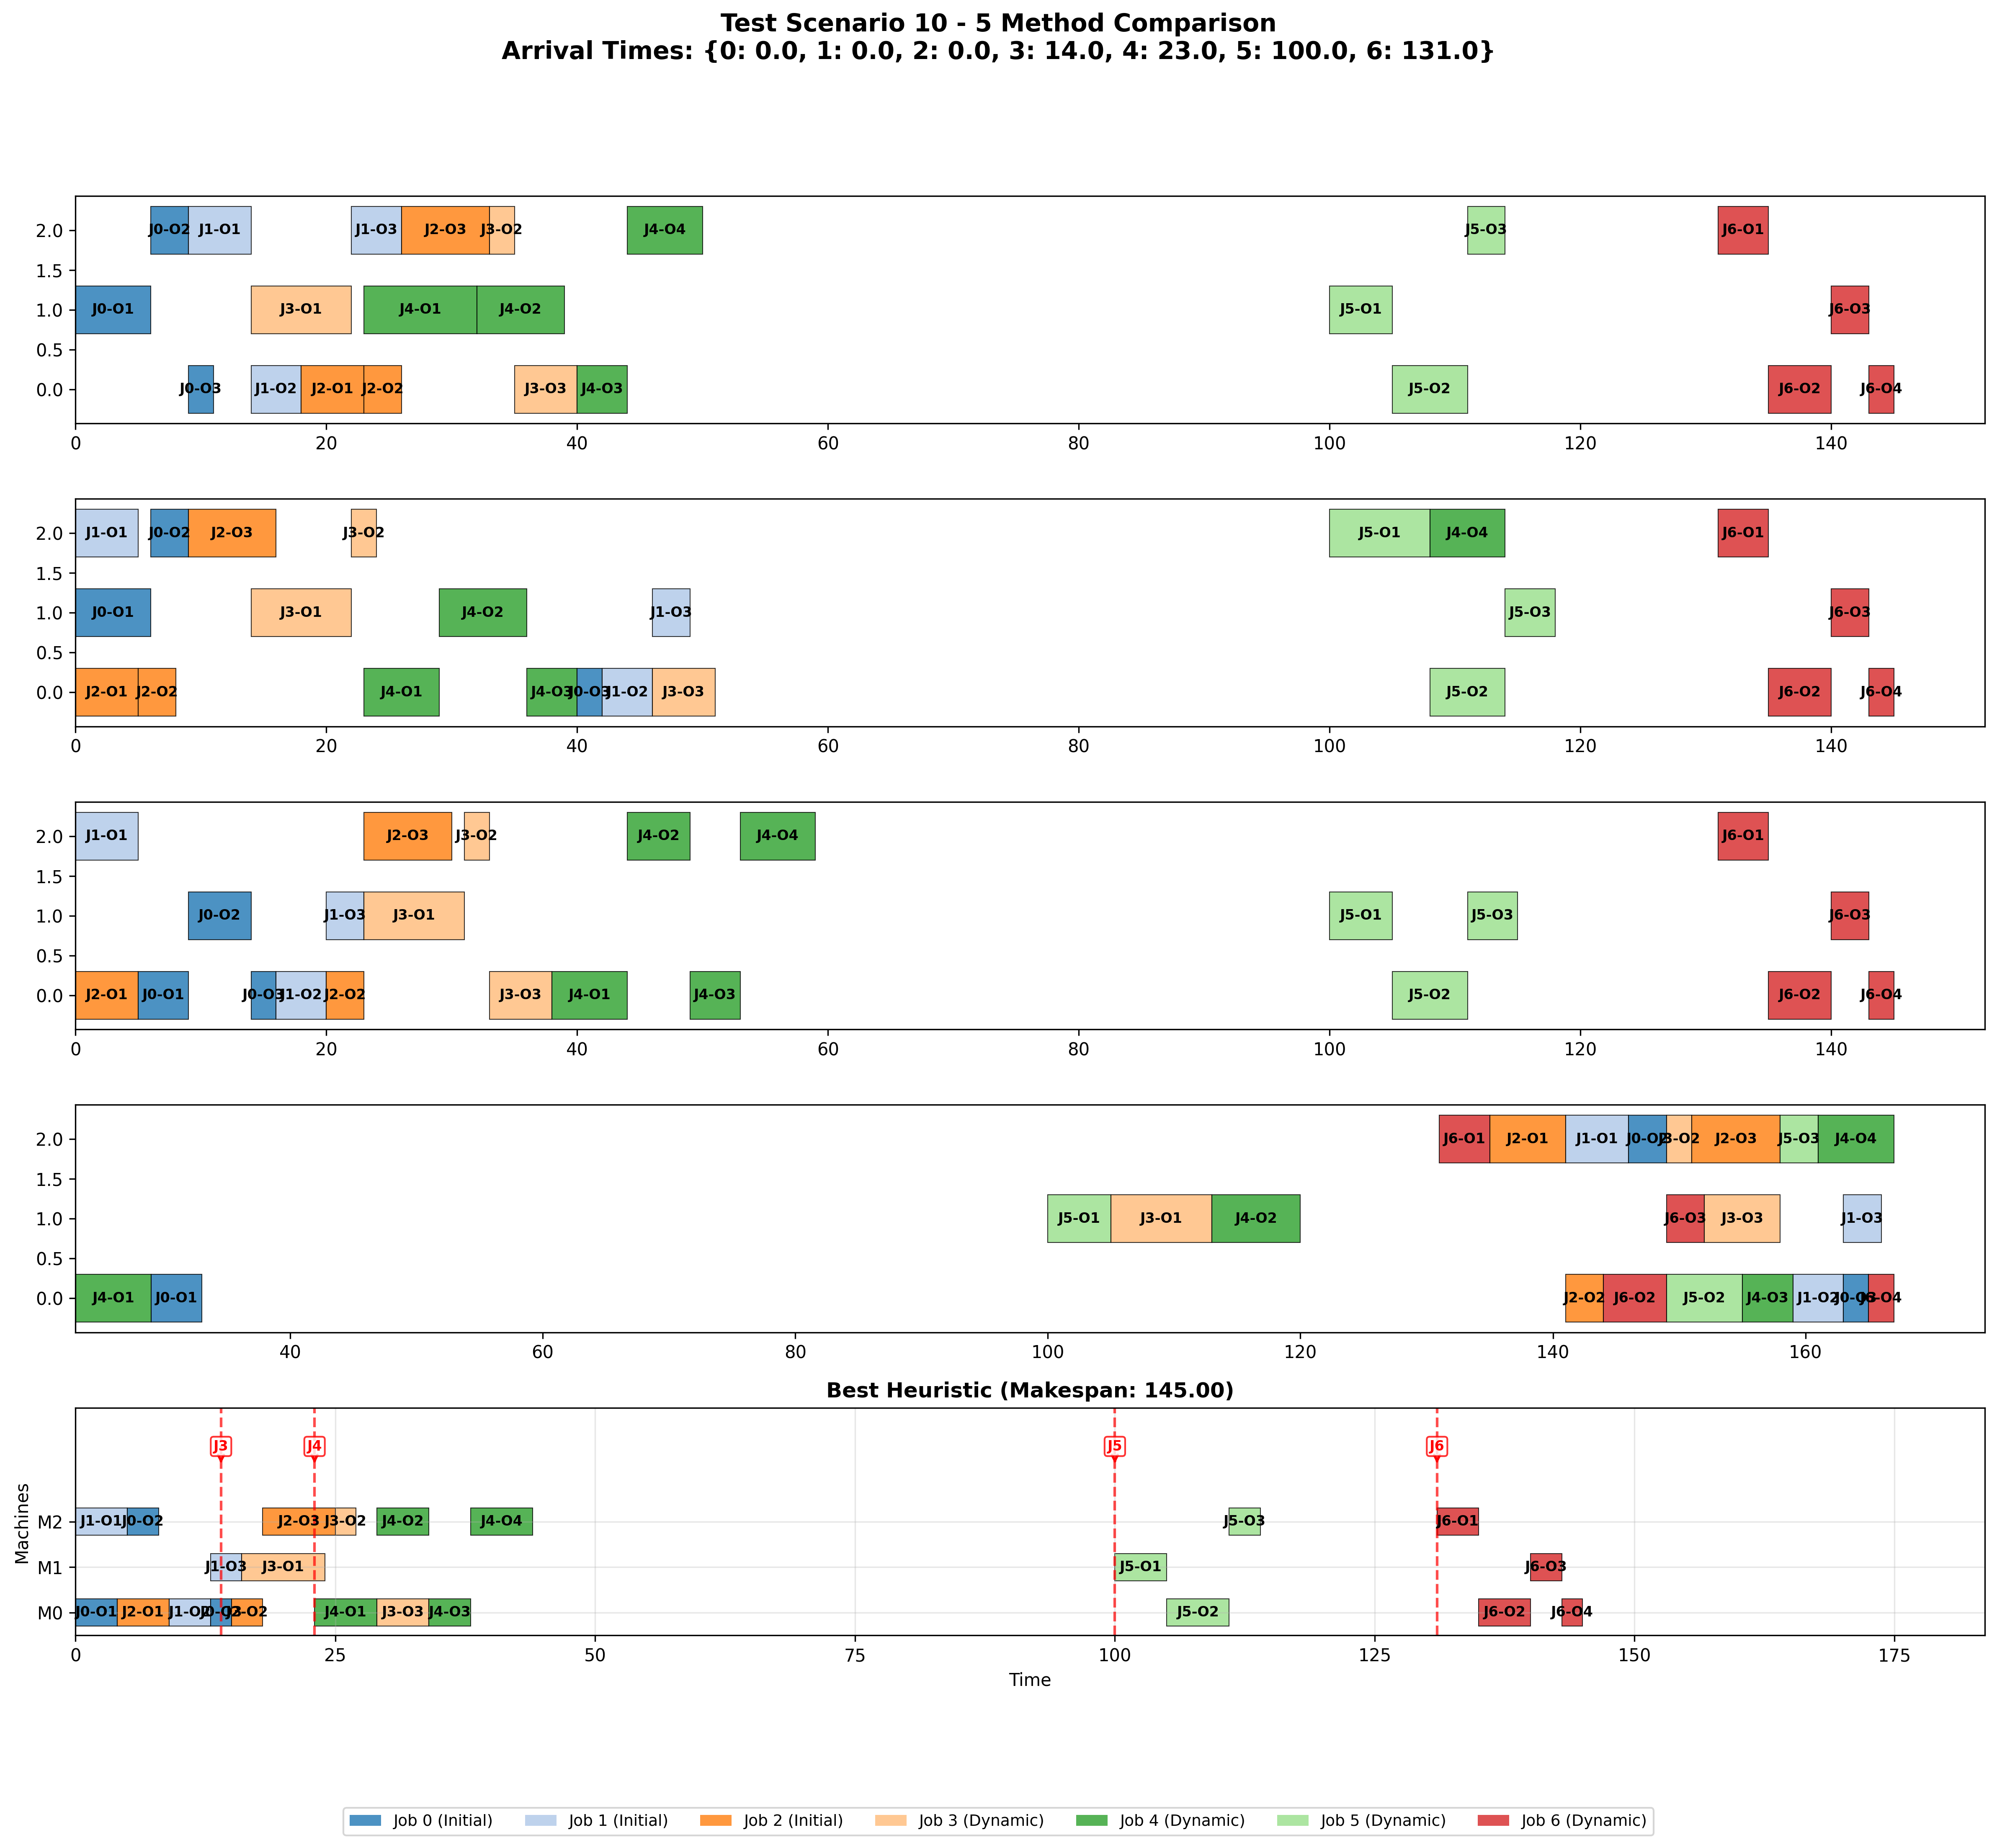 Test Scenario 10 - 5 Method Comparison
Arrival Times: {0: 0.0, 1: 0.0, 2: 0.0, 3: 14.0, 4: 23.0, 5: 100.0, 6: 131.0}
2.0 J0-O2 J1-O1 J1-O3 J2-O3 J3-O2 J4-O4 J5-O3 J6-O1
1.5
1.0 J0-O1 J3-O1 J4-O1 J4-O2 J5-O1 J6-O3
0.5
0.0 J0-O3 J1-O2 J2-O1 J2-O2 J3-O3 J4-O3 J5-O2 J6-O2 J6-O4
0 20 40 60 80 100 120 140
2.0 J1-O1 J0-O2 J2-O3 J3-O2 J5-O1 J4-O4 J6-O1
1.5
1.0 J0-O1 J3-O1 J4-O2 J1-O3 J5-O3 J6-O3
0.5
0.0 J2-O1 J2-O2 J4-O1 J4-O3 J0-O3 J1-O2 J3-O3 J5-O2 J6-O2 J6-O4
0 20 40 60 80 100 120 140
2.0 J1-O1 J2-O3 J3-O2 J4-O2 J4-O4 J6-O1
1.5
1.0 J0-O2 J1-O3 J3-O1 J5-O1 J5-O3 J6-O3
0.5
0.0 J2-O1 J0-O1 J0-O3 J1-O2 J2-O2 J3-O3 J4-O1 J4-O3 J5-O2 J6-O2 J6-O4
0 20 40 60 80 100 120 140
2.0 J6-O1 J2-O1 J1-O1 J0-O2 J3-O2 J2-O3 J5-O3 J4-O4
1.5
1.0 J5-O1 J3-O1 J4-O2 J6-O3 J3-O3 J1-O3
0.5
0.0 J4-O1 J0-O1 J2-O2 J6-O2 J5-O2 J4-O3 J1-O2 J0-O3 J6-O4
40 60 80 100 120 140 160
Best Heuristic (Makespan: 145.00)
J3 J4 J5 J6
M2 J1-O1 J0-O2 J2-O3 J3-O2 J4-O2 J4-O4 J5-O3 J6-O1
M1 J1-O3 J3-O1 J5-O1 J6-O3
M0 J0-O1 J2-O1 J1-O2 J0-O3 J2-O2 J4-O1 J3-O3 J4-O3 J5-O2 J6-O2 J6-O4
Machines
0 25 50 75 100 125 150 175
Time
Job 0 (Initial) Job 1 (Initial) Job 2 (Initial) Job 3 (Dynamic) Job 4 (Dynamic) Job 5 (Dynamic) Job 6 (Dynamic)